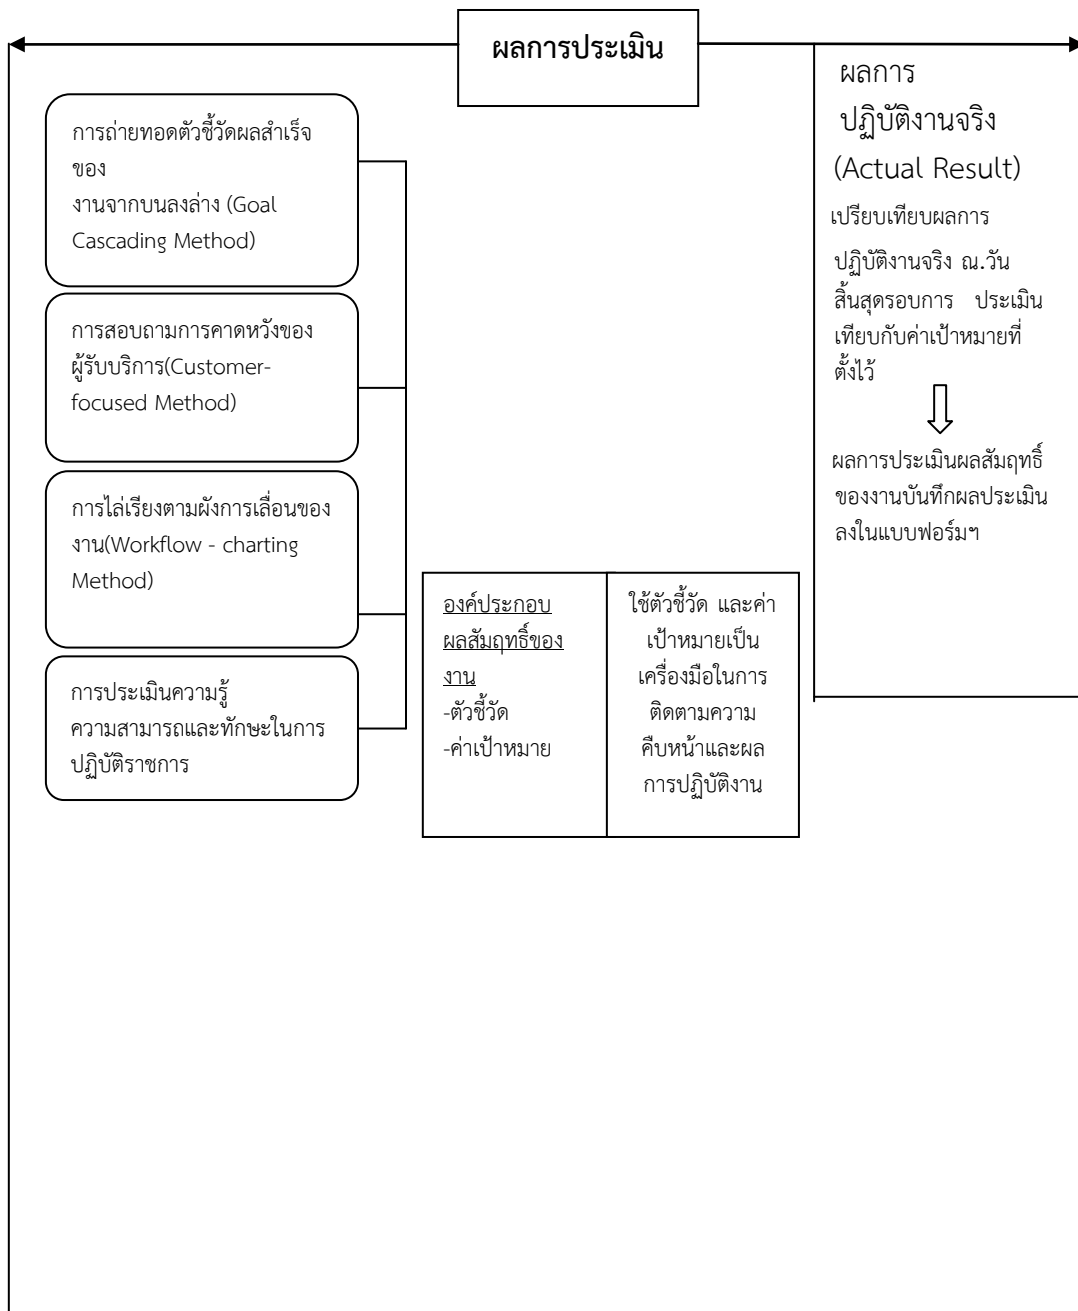 ผลการประเมิน
การถ่ายทอดตัวชี้วัดผลสำเร็จ
ของ
งานจากบนลงล่าง (Goal
Cascading Method)
การสอบถามการคาดหวังของ
ผู้รับบริการ(Customer-
focused Method)
การไล่เรียงตามผังการเลื่อนของ
งาน(Workflow - charting
Method)
การประเมินความรู้
ความสามารถและทักษะในการ
ปฏิบัติราชการ
องค์ประกอบ
ผลสัมฤทธิ์ของ
งาน
-ตัวชี้วัด
-ค่าเป้าหมาย
ใช้ตัวชี้วัด และค่า
เป้าหมายเป็น
เครื่องมือในการ
ติดตามความ
คืบหน้าและผล
การปฏิบัติงาน
ผลการ
ปฏิบัติงานจริง
(Actual Result)
เปรียบเทียบผลการ
ปฏิบัติงานจริง ณ.วัน
สิ้นสุดรอบการ ประเมิน
เทียบกับค่าเป้าหมายที่
ตั้งไว้
ผลการประเมินผลสัมฤทธิ์
ของงานบันทึกผลประเมิน
ลงในแบบฟอร์มฯ